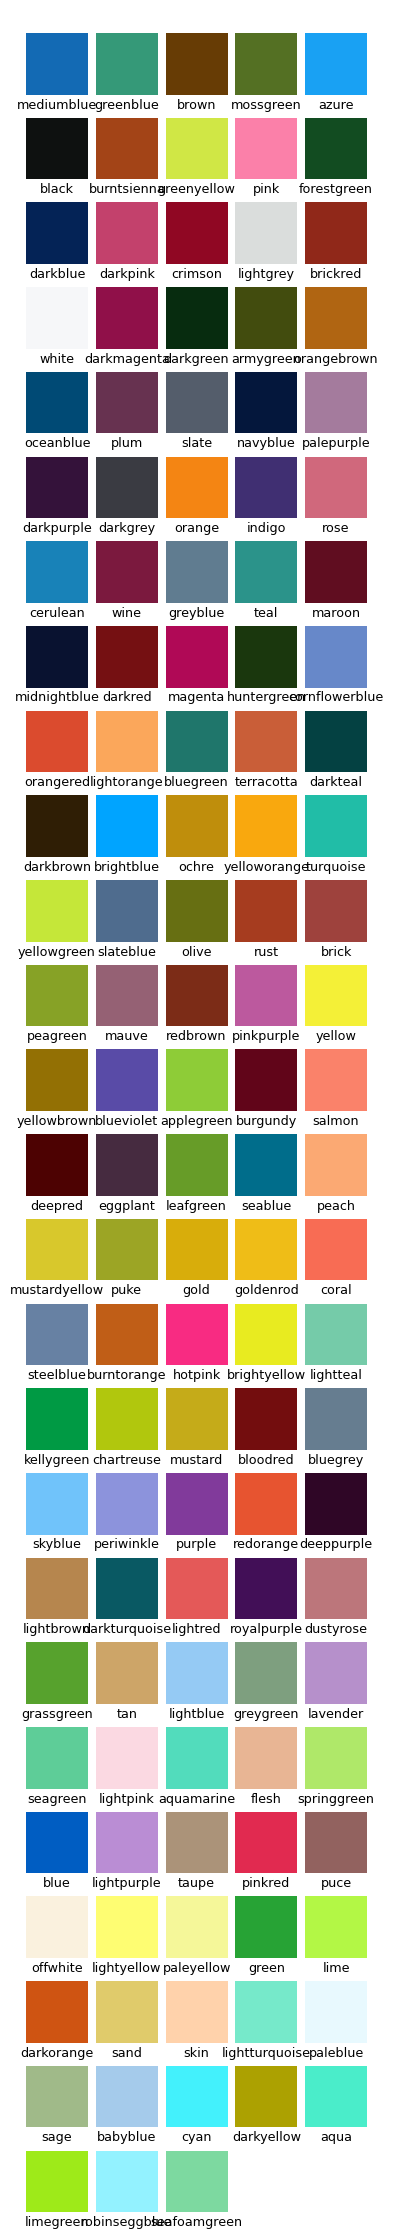 mediumblue greenblue brown mossgreen azure
black burntsienna greenyellow pink forestgreen
darkblue darkpink crimson lightgrey brickred
white darkmagenta darkgreen armygreen orangebrown
oceanblue plum slate navyblue palepurple
darkpurple darkgrey orange indigo rose
cerulean wine greyblue teal maroon
midnightblue darkred magenta huntergreen cornflowerblue
orangered lightorange bluegreen terracotta darkteal
darkbrown brightblue ochre yelloworange turquoise
yellowgreen slateblue olive rust brick
peagreen mauve redbrown pinkpurple yellow
yellowbrown blueviolet applegreen burgundy salmon
deepred eggplant leafgreen seablue peach
mustardyellow puke gold goldenrod coral
steelblue burntorange hotpink brightyellow lightteal
kellygreen chartreuse mustard bloodred bluegrey
skyblue periwinkle purple redorange deeppurple
lightbrown darkturquoise lightred royalpurple dustyrose
grassgreen tan lightblue greygreen lavender
seagreen lightpink aquamarine flesh springgreen
blue lightpurple taupe pinkred puce
offwhite lightyellow paleyellow green lime
darkorange sand skin lightturquoise paleblue
sage babyblue cyan darkyellow aqua
limegreen robinseggblue seafoamgreen